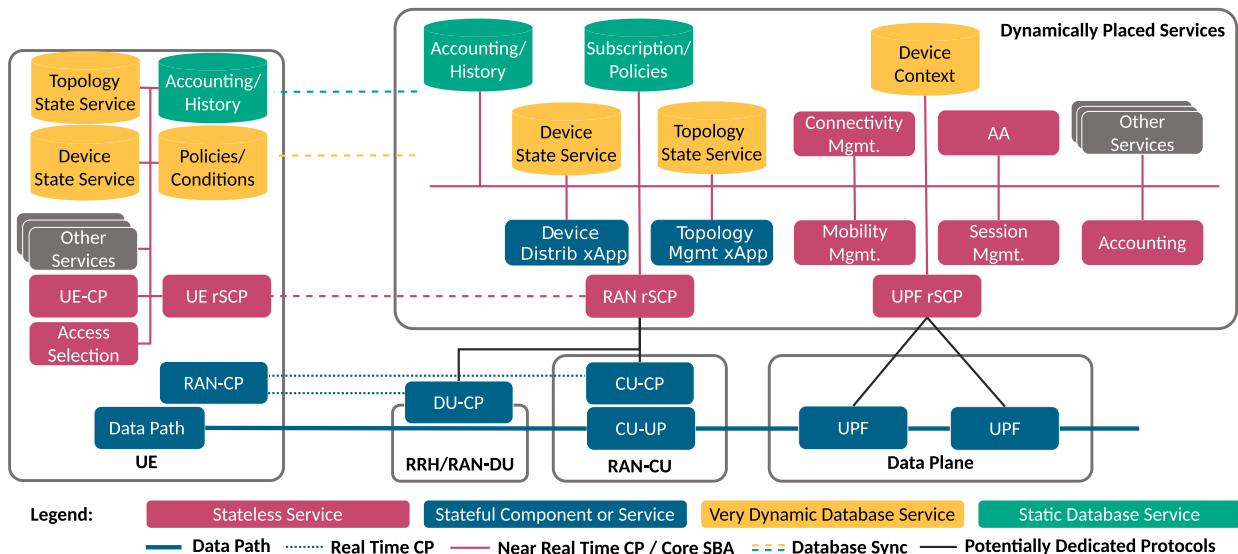 Dynamically Placed Services
Topology
State Service
Accounting/
History
Device
State Service
Policies/
Conditions
Other
Services
UE-CP
UE rSCP
Access
Selection
RAN-CP
Data Path
UE
Accounting/
History
Subscription/
Policies
Device
Context
Device
State Service
Topology
State Service
Connectivity
Mgmt.
AA
Other
Services
Device
Distrib xApp
Topology
Mgmt xApp
Mobility
Mgmt.
Session
Mgmt.
Accounting
RAN rSCP
UPF rSCP
DU-CP
RRH/RAN-DU
CU-CP
CU-UP
RAN-CU
UPF
UPF
Data Plane
Legend:
Stateless Service
Stateful Component or Service
Very Dynamic Database Service
Static Database Service
Data Path
Real Time CP
Near Real Time CP / Core SBA
Database Sync
Potentially Dedicated Protocols